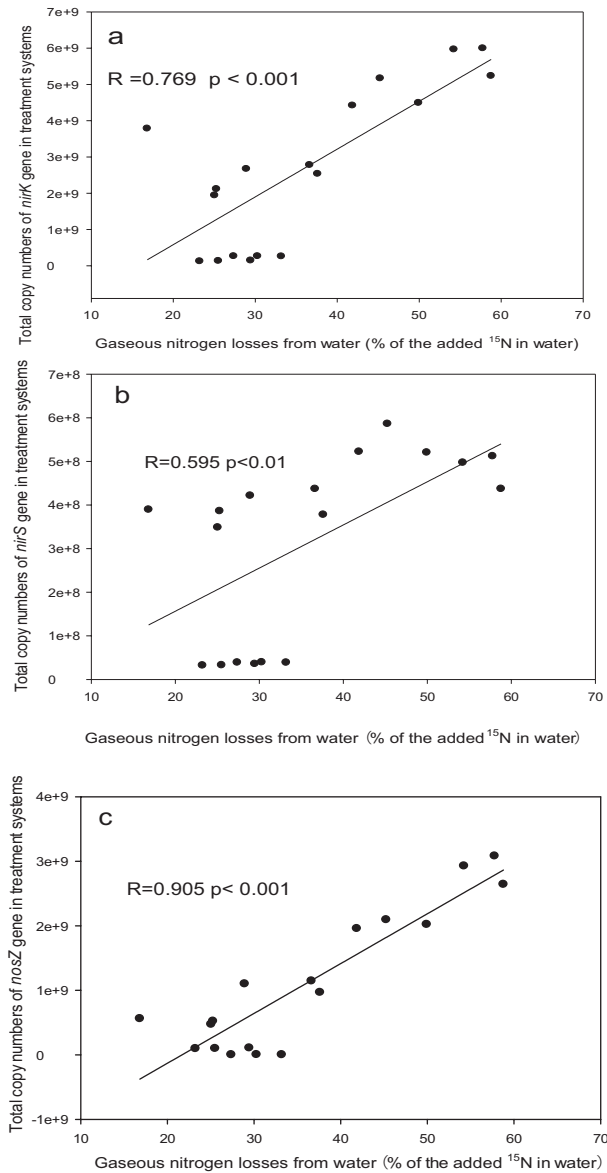 a
R =0.769 p < 0.001
Total copy numbers of nirK gene in treatment systems
7e+9
6e+9
5e+9
4e+9
3e+9
2e+9
1e+9
0
10 20 30 40 50 60 70
Gaseous nitrogen losses from water (% of the added ¹⁵N in water)
b
R=0.595 p<0.01
Total copy numbers of nirS gene in treatment systems
7e+8
6e+8
5e+8
4e+8
3e+8
2e+8
1e+8
0
10 20 30 40 50 60 70
Gaseous nitrogen losses from water (% of the added ¹⁵N in water)
c
R=0.905 p< 0.001
Total copy numbers of nosZ gene in treatment systems
4e+9
3e+9
2e+9
1e+9
0
-1e+9
10 20 30 40 50 60 70
Gaseous nitrogen losses from water (% of the added ¹⁵N in water)